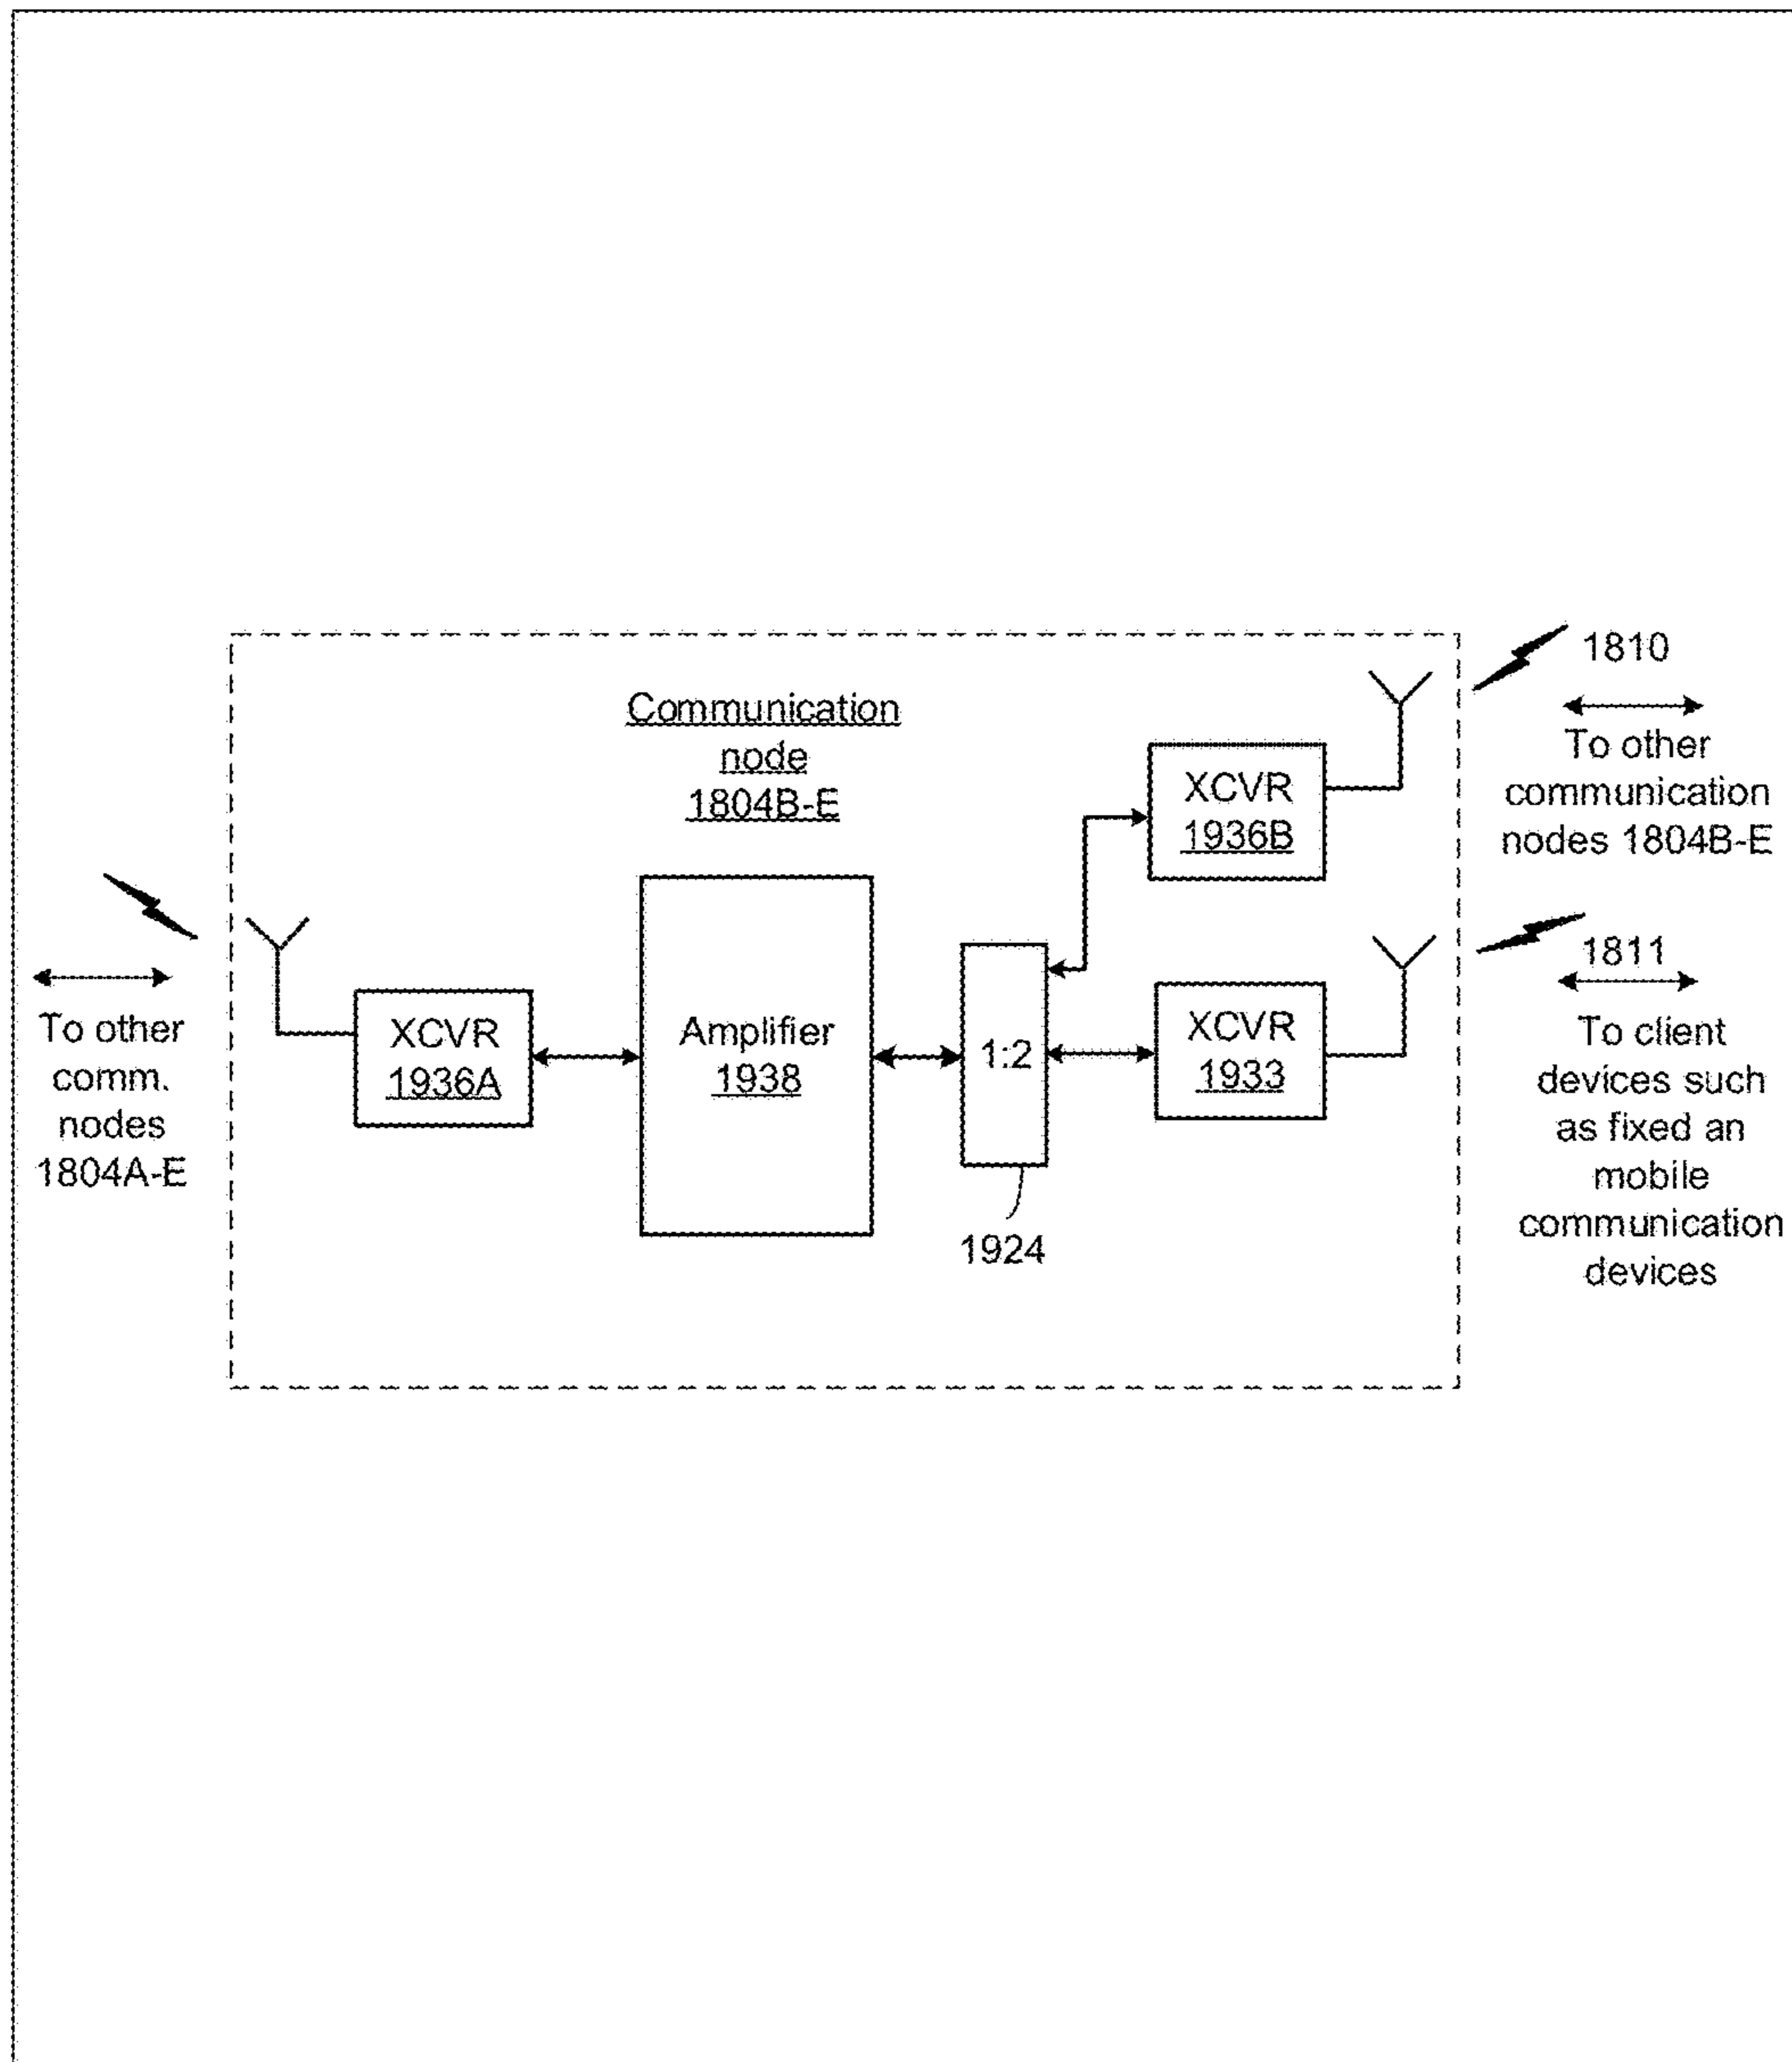 Communication
node
1804B-E
1810
To other
communication
nodes 1804B-E
XCVR
1936B
To other
comm.
nodes
1804A-E
XCVR
1936A
Amplifier
1938
1:2
1924
XCVR
1933
1811
To client
devices such
as fixed an
mobile
communication
devices